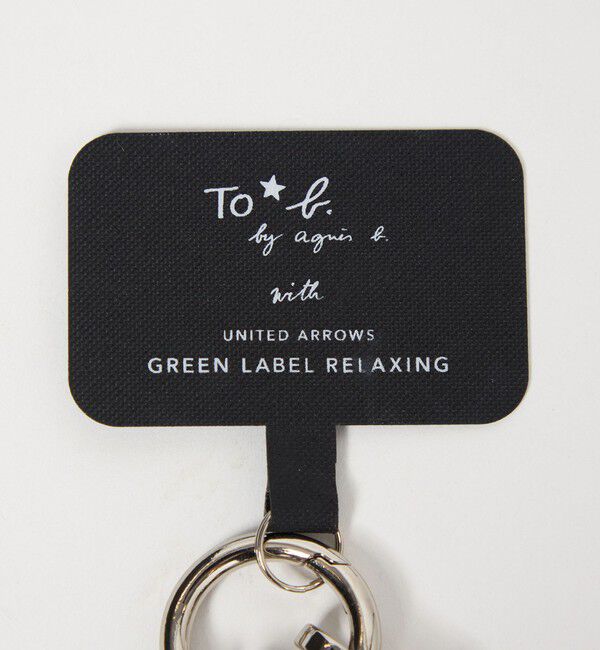 To★b.
by agnès b.
with
UNITED ARROWS
GREEN LABEL RELAXING